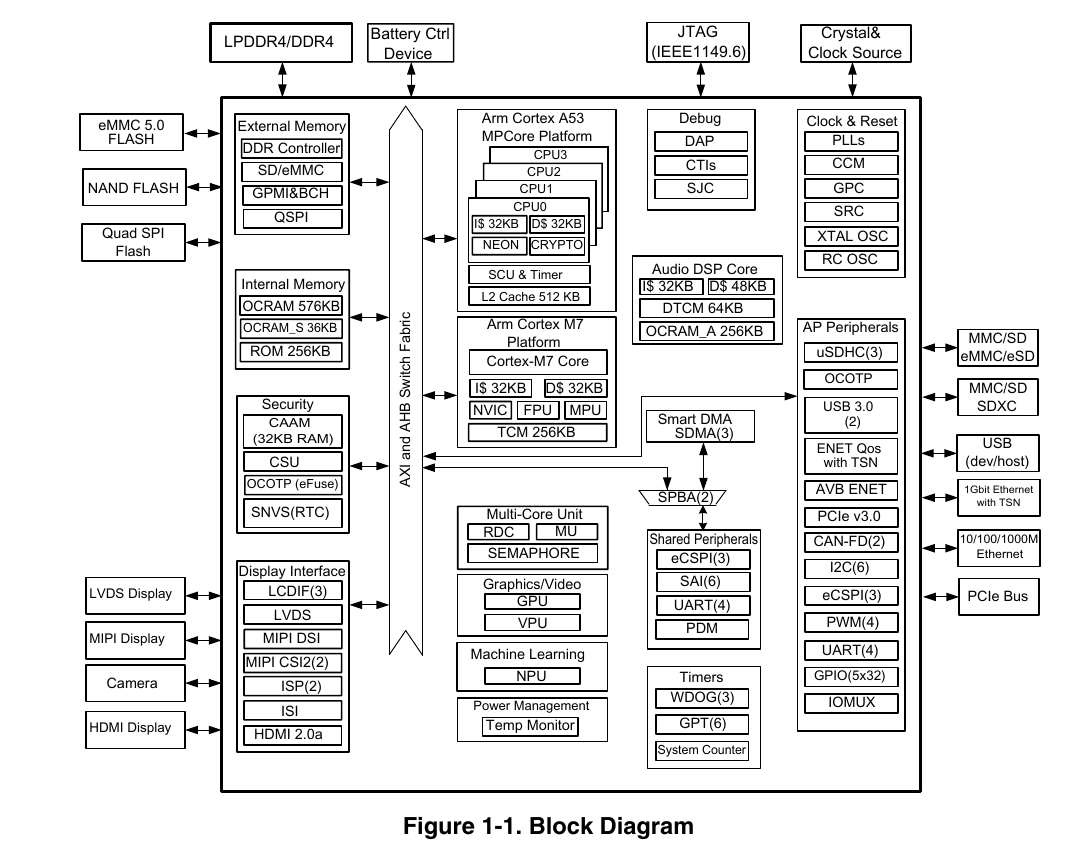 LPDDR4/DDR4
Battery Ctrl
Device
JTAG
(IEEE1149.6)
Crystal&
Clock Source
eMMC 5.0
FLASH
NAND FLASH
Quad SPI
Flash
External Memory
DDR Controller
SD/eMMC
GPMI&BCH
QSPI
Internal Memory
OCRAM 576KB
OCRAM_S 36KB
ROM 256KB
Security
CAAM
(32KB RAM)
CSU
OCOTP (eFuse)
SNVS(RTC)
LVDS Display
MIPI Display
Camera
HDMI Display
Display Interface
LCDIF(3)
LVDS
MIPI DSI
MIPI CSI2(2)
ISP(2)
ISI
HDMI 2.0a
AXI and AHB Switch Fabric
Arm Cortex A53
MPCore Platform
CPU3
CPU2
CPU1
CPU0
I$ 32KB
D$ 32KB
NEON
CRYPTO
SCU & Timer
L2 Cache 512 KB
Arm Cortex M7
Platform
Cortex-M7 Core
I$ 32KB
D$ 32KB
NVIC
FPU
MPU
TCM 256KB
Multi-Core Unit
RDC
MU
SEMAPHORE
Graphics/Video
GPU
VPU
Machine Learning
NPU
Power Management
Temp Monitor
Debug
DAP
CTIs
SJC
Audio DSP Core
I$ 32KB
D$ 48KB
DTCM 64KB
OCRAM_A 256KB
Smart DMA
SDMA(3)
SPBA(2)
Shared Peripherals
eCSPI(3)
SAI(6)
UART(4)
PDM
Timers
WDOG(3)
GPT(6)
System Counter
Clock & Reset
PLLs
CCM
GPC
SRC
XTAL OSC
RC OSC
AP Peripherals
uSDHC(3)
OCOTP
USB 3.0
(2)
ENET Qos
with TSN
AVB ENET
PCIe v3.0
CAN-FD(2)
I2C(6)
eCSPI(3)
PWM(4)
UART(4)
GPIO(5x32)
IOMUX
MMC/SD
eMMC/eSD
MMC/SD
SDXC
USB
(dev/host)
1Gbit Ethernet
with TSN
10/100/1000M
Ethernet
PCIe Bus
Figure 1-1. Block Diagram